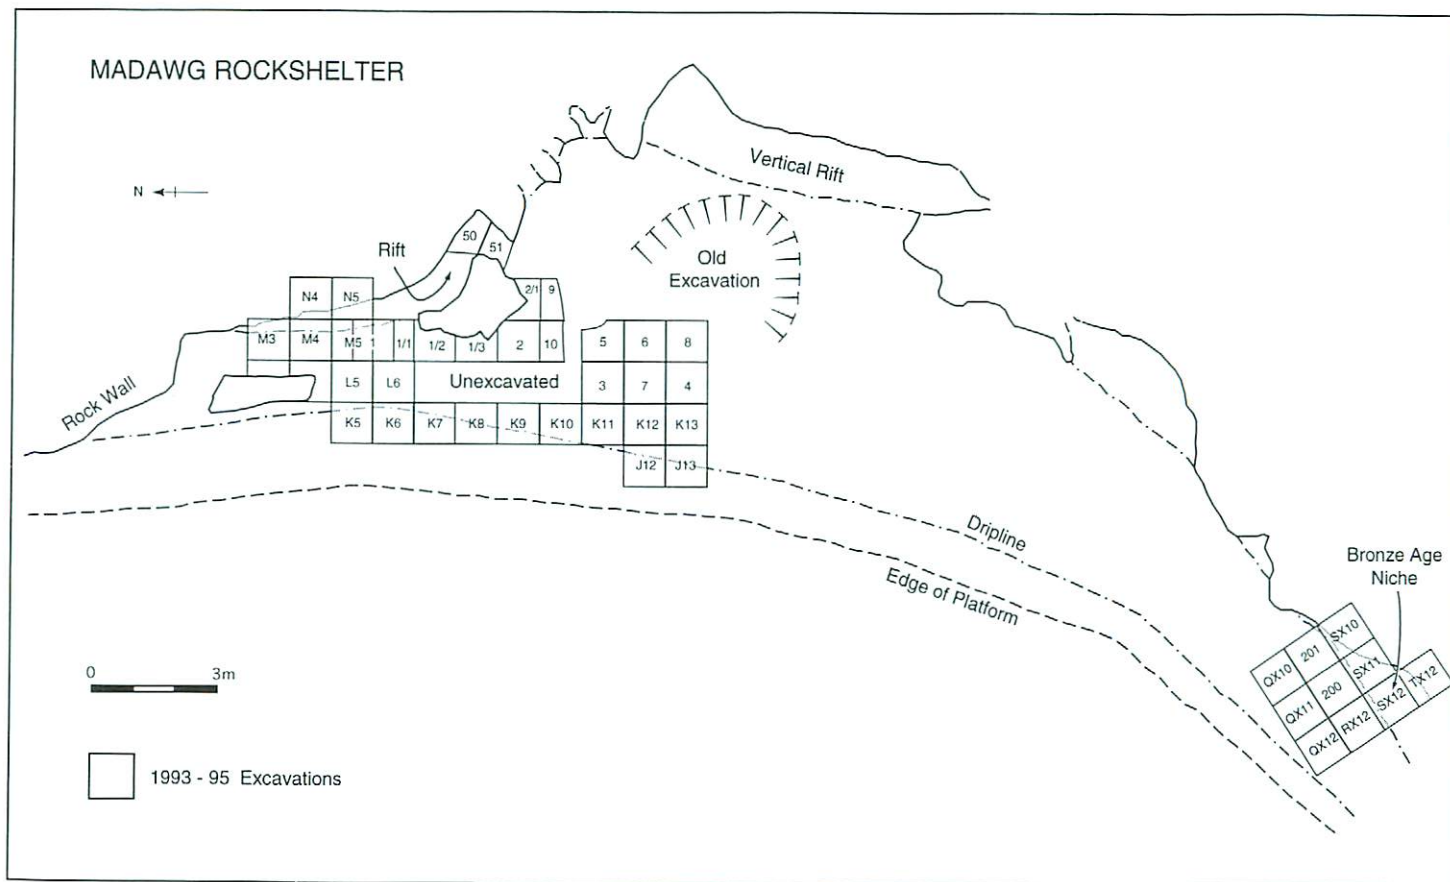 MADAWG ROCKSHELTER
Vertical Rift
N
50
51
Rift
Old
Excavation
N4
N5
2/1
9
M3
M4
M5
1
1/1
1/2
1/3
2
10
5
6
8
L5
L6
Unexcavated
3
7
4
Rock Wall
K5
K6
K7
K8
K9
K10
K11
K12
K13
J12
J13
Dripline
Edge of Platform
Bronze Age
Niche
QX10
201
SX10
QX11
200
SX11
QX12
RX12
SX12
TX12
0
3m
1993 - 95 Excavations